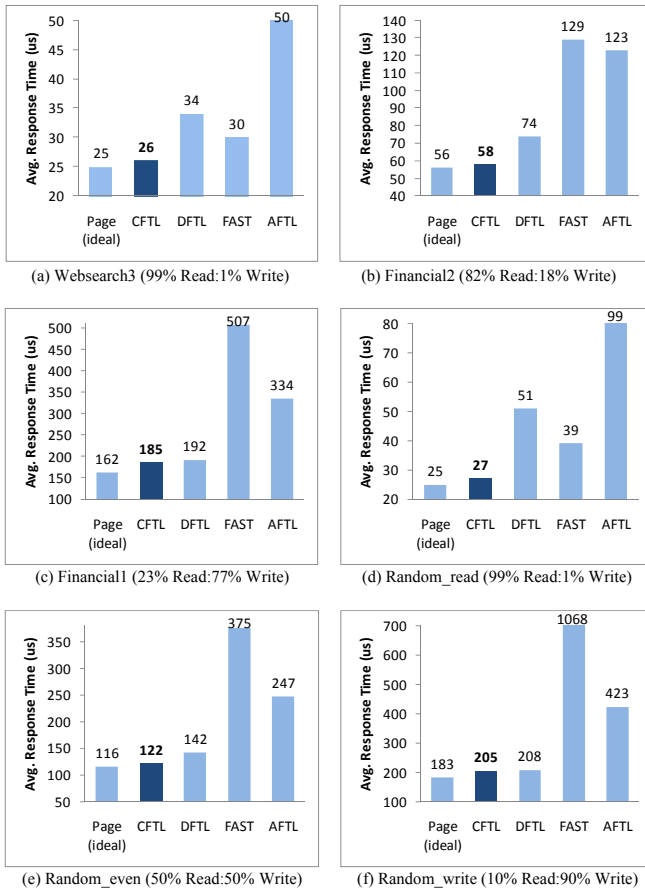 Avg. Response Time (us)
50
45
40
35
30
25
20
25
26
34
30
50
Page (ideal)
CFTL
DFTL
FAST
AFTL
(a) Websearch3 (99% Read:1% Write)
Avg. Response Time (us)
140
130
120
110
100
90
80
70
60
50
40
56
58
74
129
123
Page (ideal)
CFTL
DFTL
FAST
AFTL
(b) Financial2 (82% Read:18% Write)
Avg. Response Time (us)
500
450
400
350
300
250
200
150
100
162
185
192
507
334
Page (ideal)
CFTL
DFTL
FAST
AFTL
(c) Financial1 (23% Read:77% Write)
Avg. Response Time (us)
80
70
60
50
40
30
20
25
27
51
39
99
Page (ideal)
CFTL
DFTL
FAST
AFTL
(d) Random_read (99% Read:1% Write)
Avg. Response Time (us)
350
300
250
200
150
100
50
116
122
142
375
247
Page (ideal)
CFTL
DFTL
FAST
AFTL
(e) Random_even (50% Read:50% Write)
Avg. Response Time (us)
700
600
500
400
300
200
100
183
205
208
1068
423
Page (ideal)
CFTL
DFTL
FAST
AFTL
(f) Random_write (10% Read:90% Write)